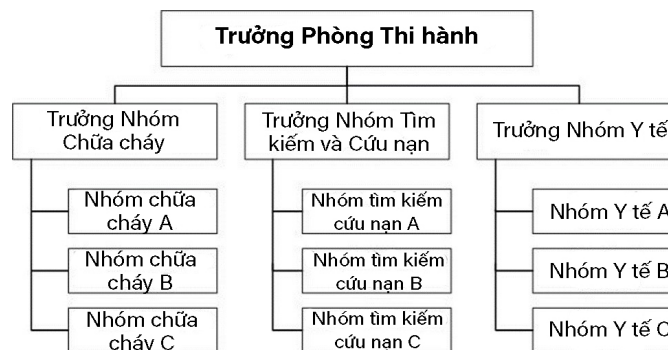 Trưởng Phòng Thi hành
Trưởng Nhóm
Chữa cháy
Trưởng Nhóm Tìm
kiếm và Cứu nạn
Trưởng Nhóm Y tế
Nhóm chữa
cháy A
Nhóm chữa
cháy B
Nhóm chữa
cháy C
Nhóm tìm kiếm
cứu nạn A
Nhóm tìm kiếm
cứu nạn B
Nhóm tìm kiếm
cứu nạn C
Nhóm Y tế A
Nhóm Y tế B
Nhóm Y tế C